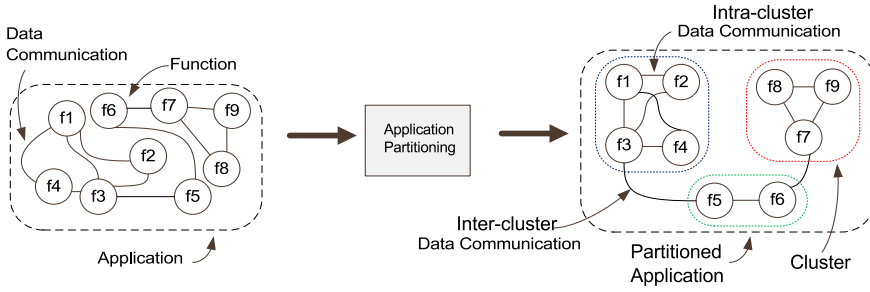 Data
Communication
Function
f1
f6
f7
f9
f2
f8
f4
f3
f5
Application
Application
Partitioning
Intra-cluster
Data Communication
f1
f2
f3
f4
f8
f9
f7
f5
f6
Inter-cluster
Data Communication
Partitioned
Application
Cluster